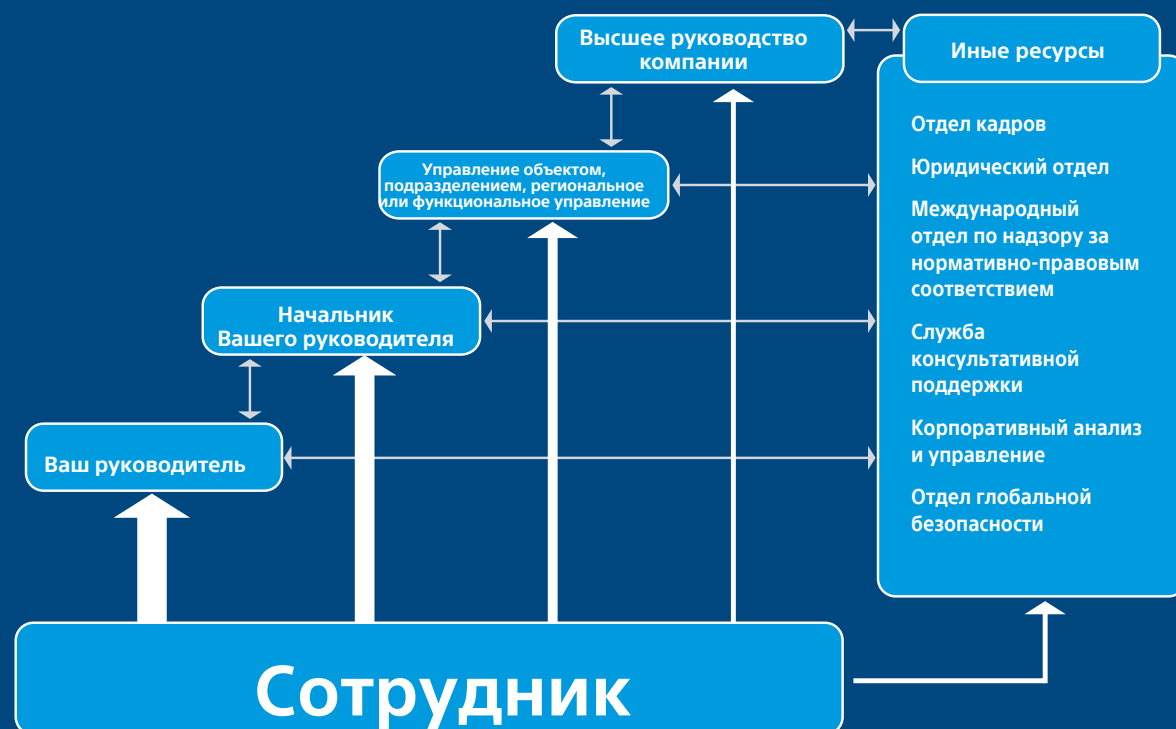 Высшее руководство
компании
Иные ресурсы
Отдел кадров
Юридический отдел
Международный
отдел по надзору за
нормативно-правовым
соответствием
Служба
консультативной
поддержки
Корпоративный анализ
и управление
Отдел глобальной
безопасности
Управление объектом,
подразделением, региональное
или функциональное управление
Начальник
Вашего руководителя
Ваш руководитель
Сотрудник